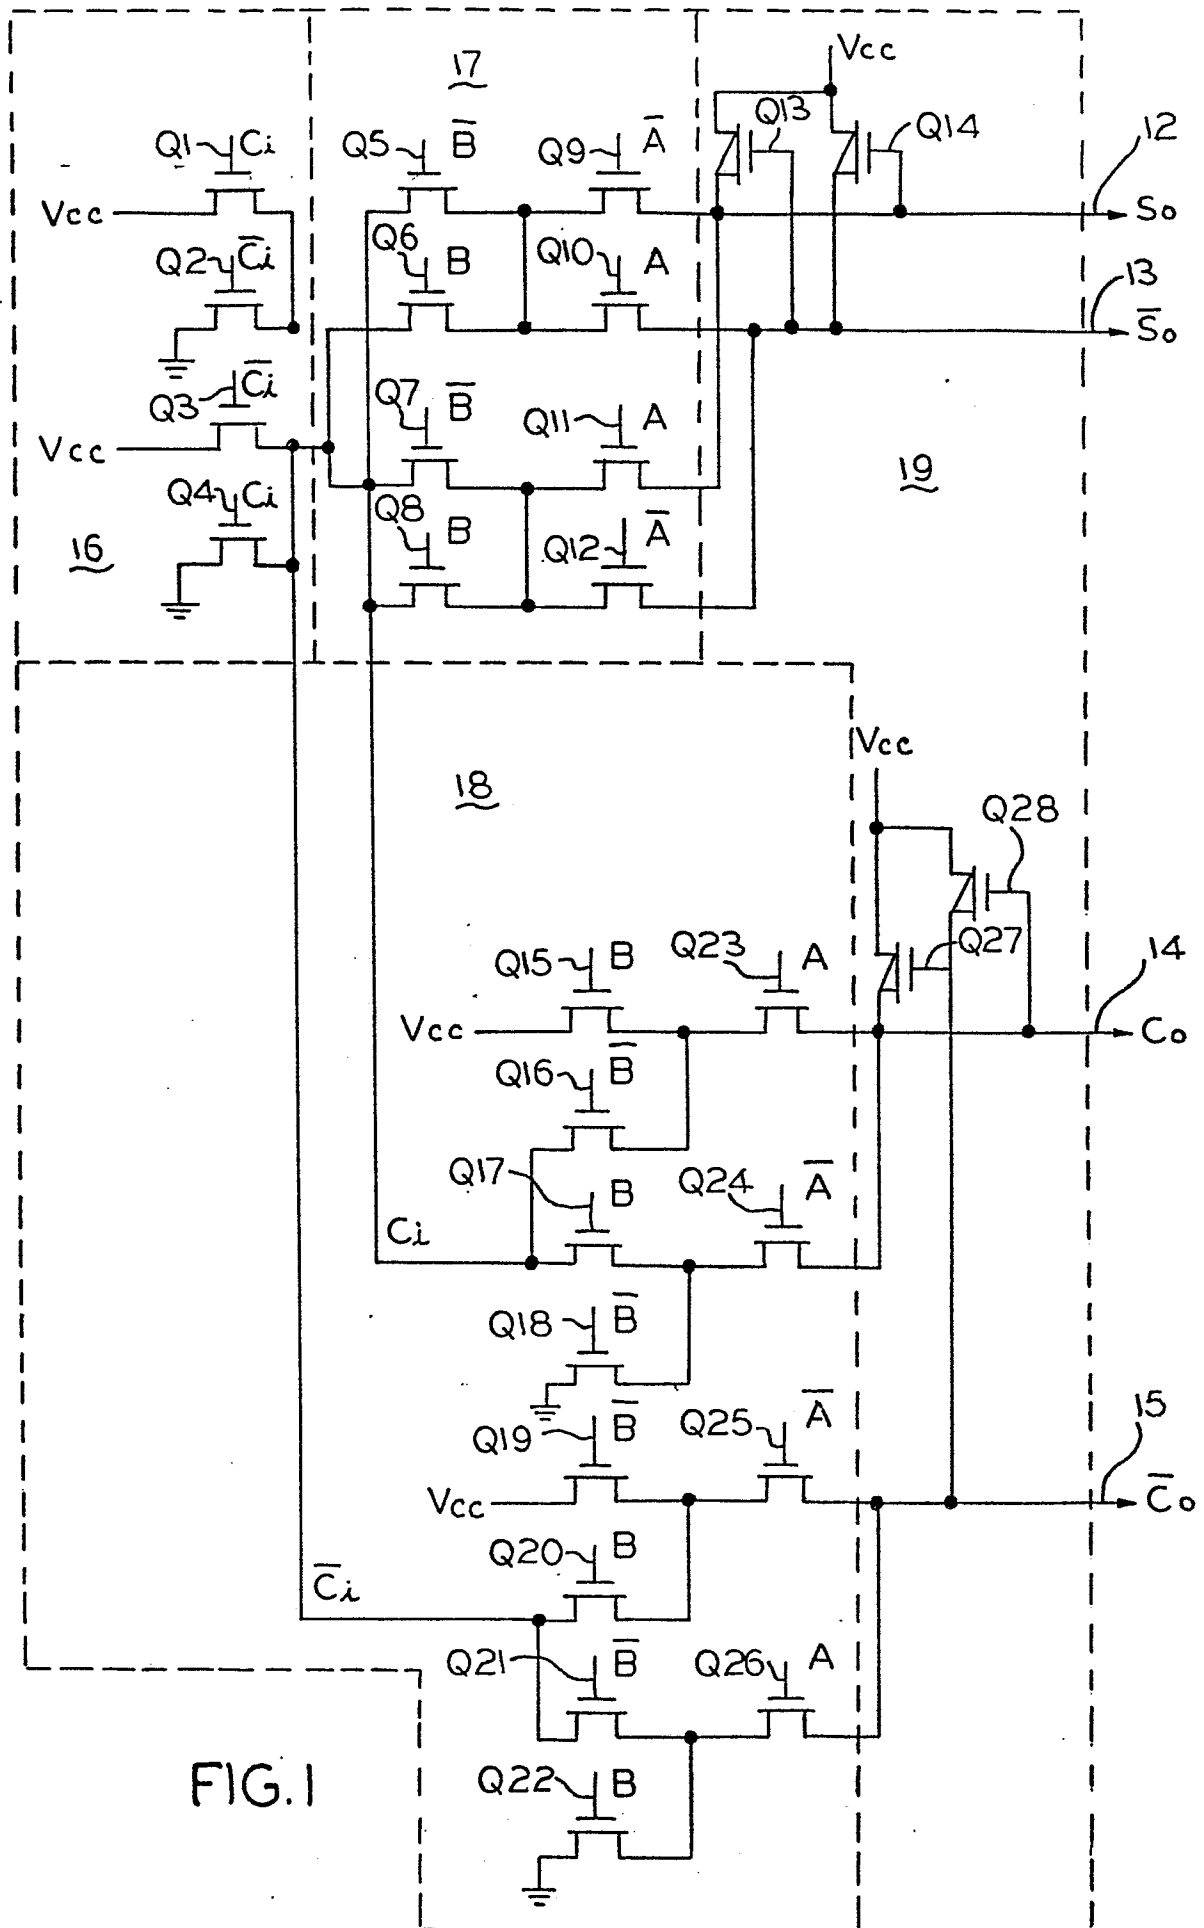 17
Vcc
Q1 Ci
Q5 B̅
Q9 A̅
Q13
Q14
12
Vcc
So
Q2 C̅i
Q6 B
Q10 A
13
S̅o
Q3 C̅i
Q7 B̅
Q11 A
Vcc
19
Q4 Ci
Q8 B
Q12 A̅
16
18
Vcc
Q28
Q15 B
Q23 A
Q27
14
Vcc
Co
Q16 B̅
Q17 B
Q24 A̅
Ci
Q18 B̅
Q19 B̅
Q25 A̅
15
Vcc
C̅o
Q20 B
C̅i
Q21 B̅
Q26 A
FIG.1
Q22 B